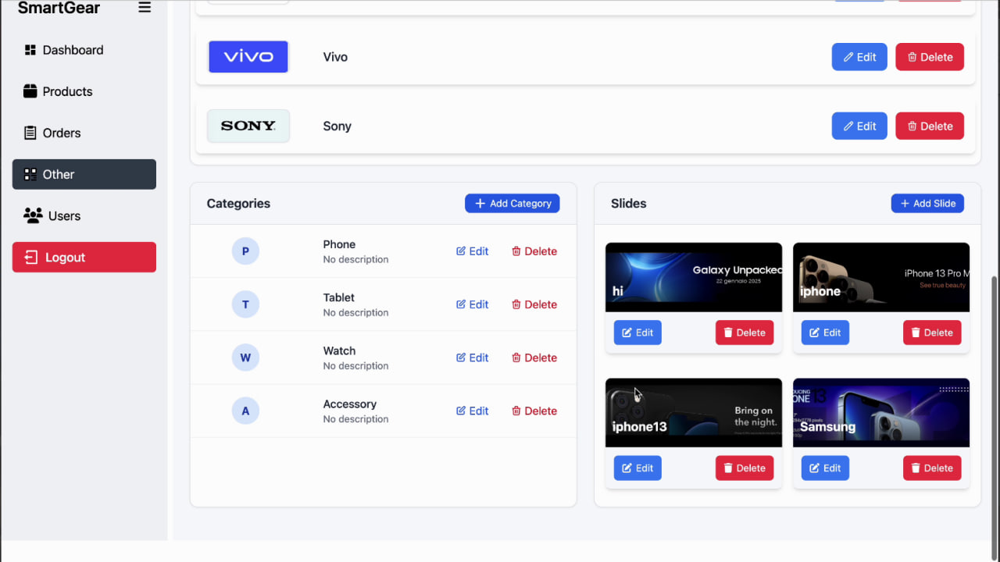 SmartGear
Dashboard
Products
Orders
Other
Users
Logout
vivo
Vivo
Edit
Delete
SONY
Sony
Edit
Delete
Categories
+ Add Category
P
Phone
No description
Edit
Delete
T
Tablet
No description
Edit
Delete
W
Watch
No description
Edit
Delete
A
Accessory
No description
Edit
Delete
Slides
+ Add Slide
Galaxy Unpacked
22 gennaio 2025
hi
Edit
Delete
iPhone 13 Pro M
See true beauty
iphone
Edit
Delete
Bring on
the night.
iphone13
Edit
Delete
DUCING
ONE 13
Samsung
Edit
Delete